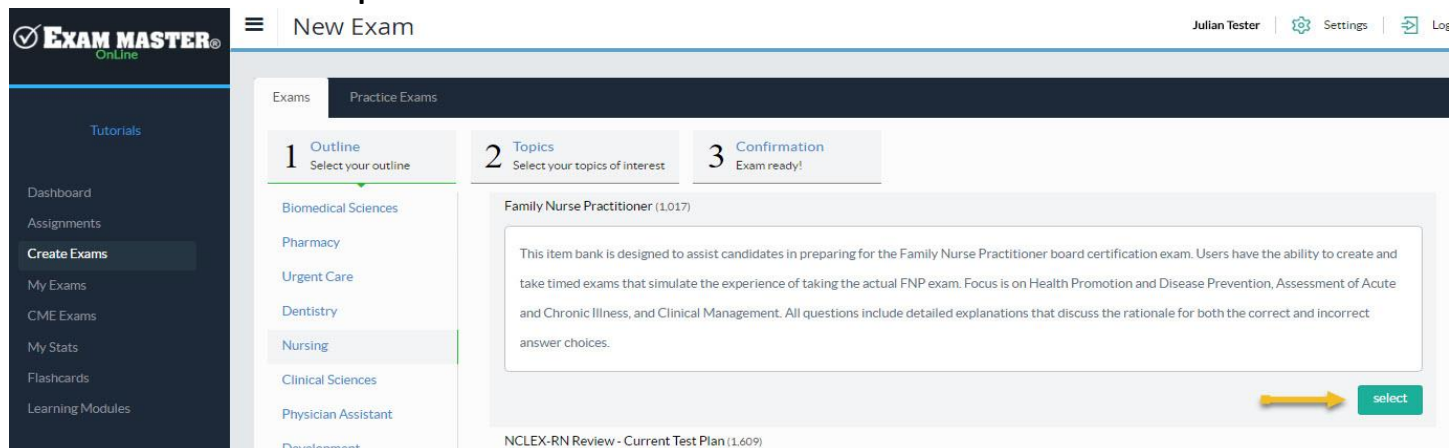 EXAM MASTER®
OnLine
New Exam
Julian Tester
Settings
Tutorials
Dashboard
Assignments
Create Exams
My Exams
CME Exams
My Stats
Flashcards
Learning Modules
Exams
Practice Exams
1 Outline
Select your outline
2 Topics
Select your topics of interest
3 Confirmation
Exam ready!
Biomedical Sciences
Pharmacy
Urgent Care
Dentistry
Nursing
Clinical Sciences
Physician Assistant
Development
Family Nurse Practitioner (1,017)
This item bank is designed to assist candidates in preparing for the Family Nurse Practitioner board certification exam. Users have the ability to create and
take timed exams that simulate the experience of taking the actual FNP exam. Focus is on Health Promotion and Disease Prevention, Assessment of Acute
and Chronic Illness, and Clinical Management. All questions include detailed explanations that discuss the rationale for both the correct and incorrect
answer choices.
select
NCLEX-RN Review - Current Test Plan (1,609)